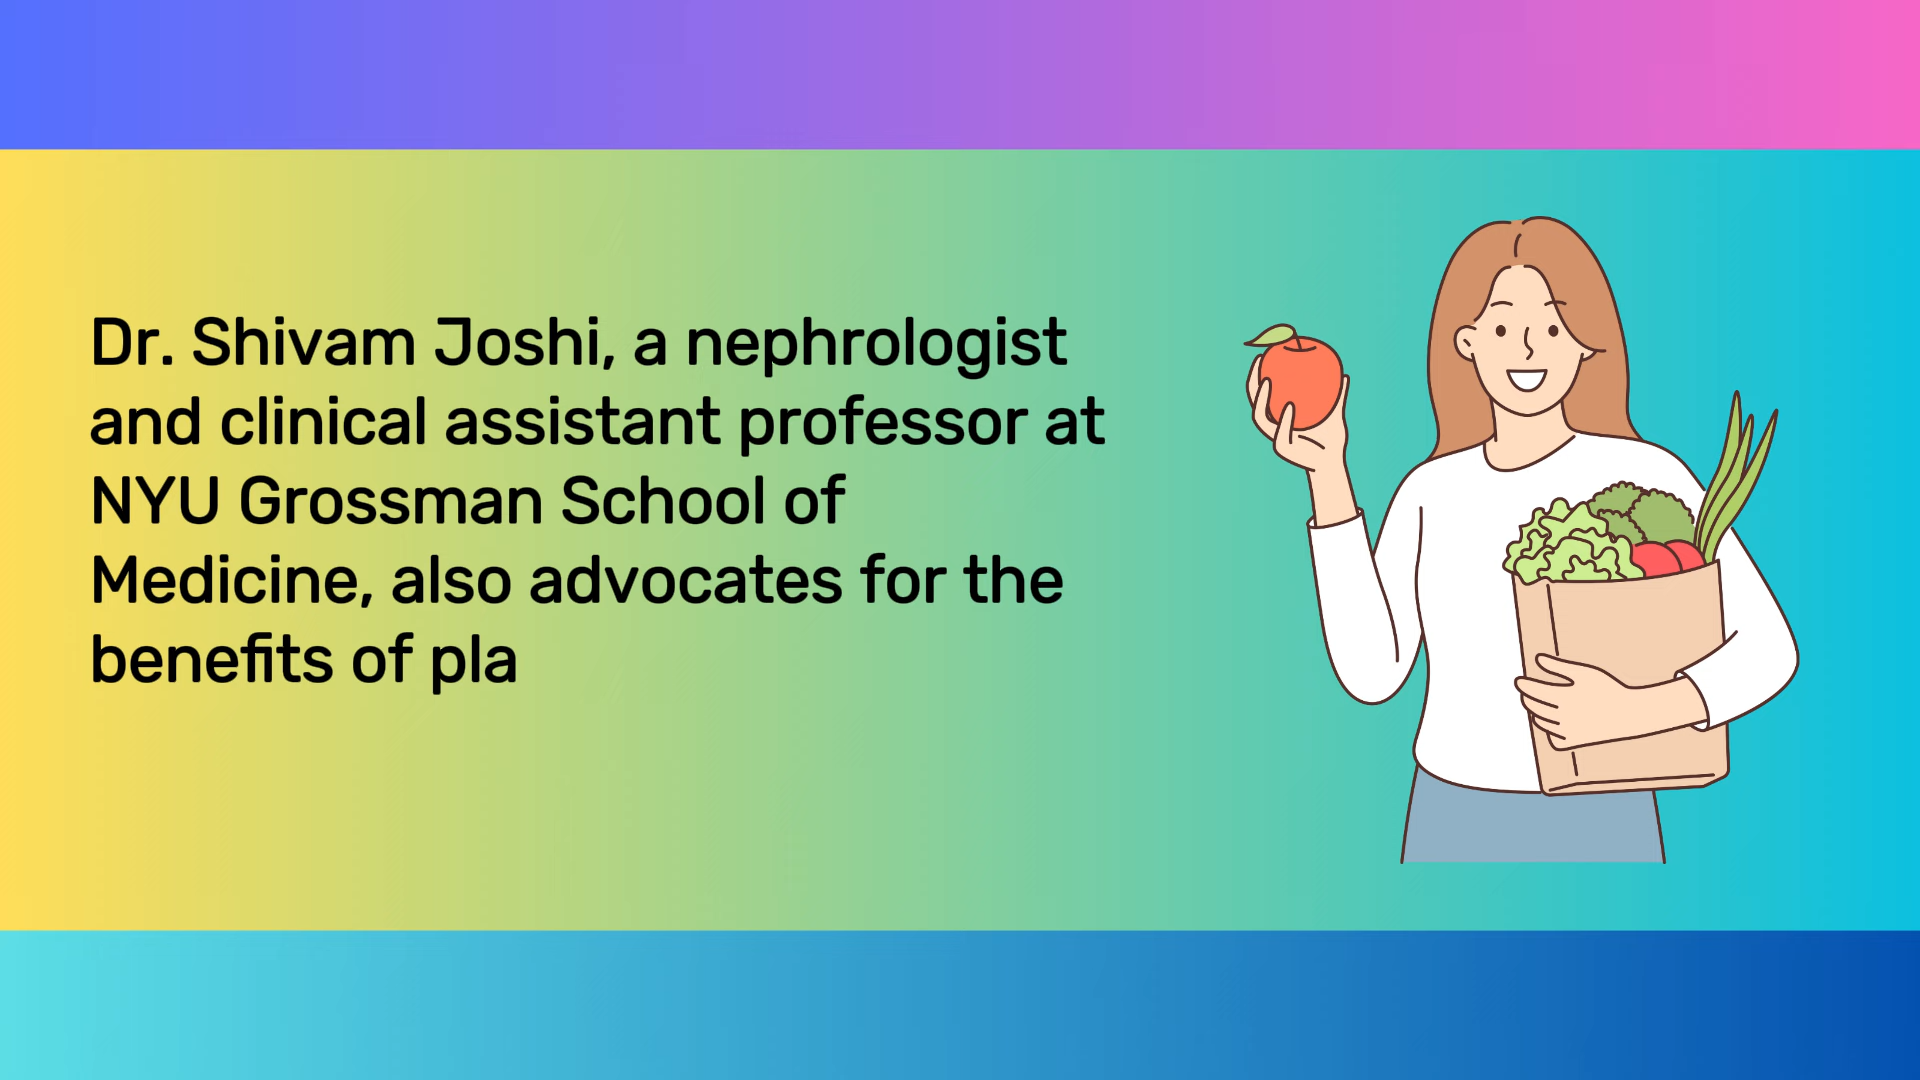 Dr. Shivam Joshi, a nephrologist
and clinical assistant professor at
NYU Grossman School of
Medicine, also advocates for the
benefits of pla